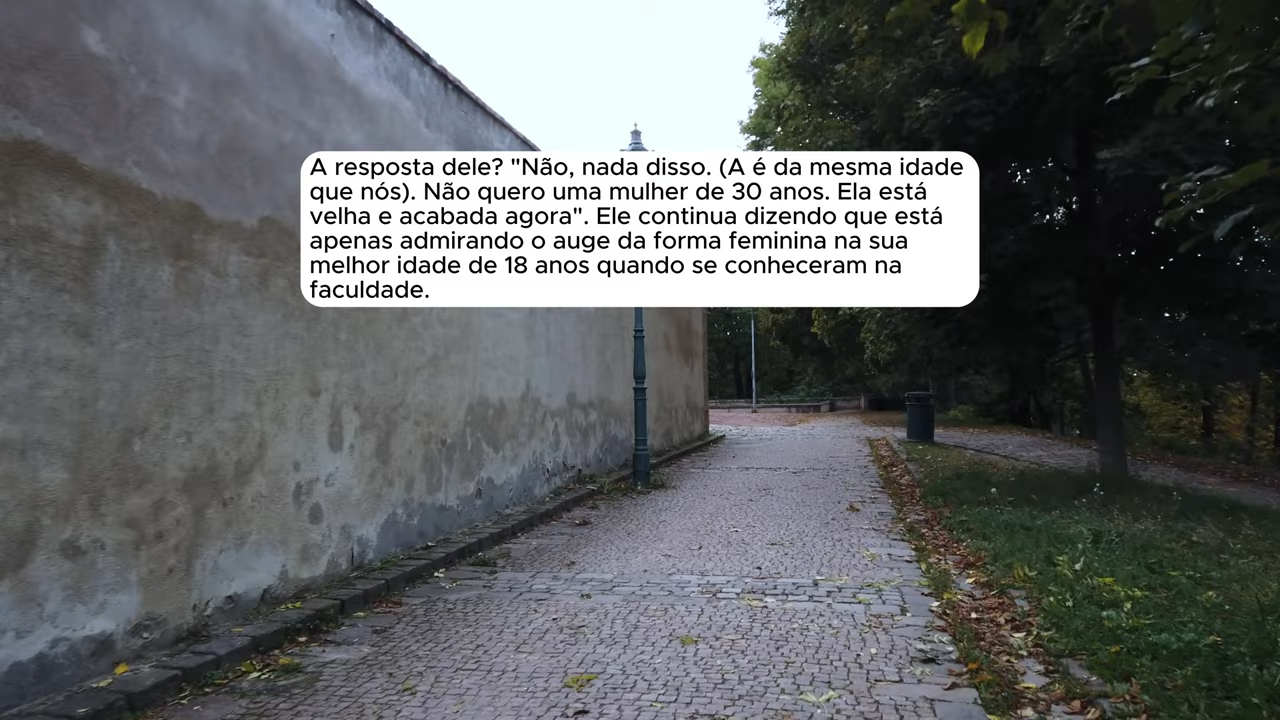 A resposta dele? "Não, nada disso. (A é da mesma idade
que nós). Não quero uma mulher de 30 anos. Ela está
velha e acabada agora". Ele continua dizendo que está
apenas admirando o auge da forma feminina na sua
melhor idade de 18 anos quando se conheceram na
faculdade.